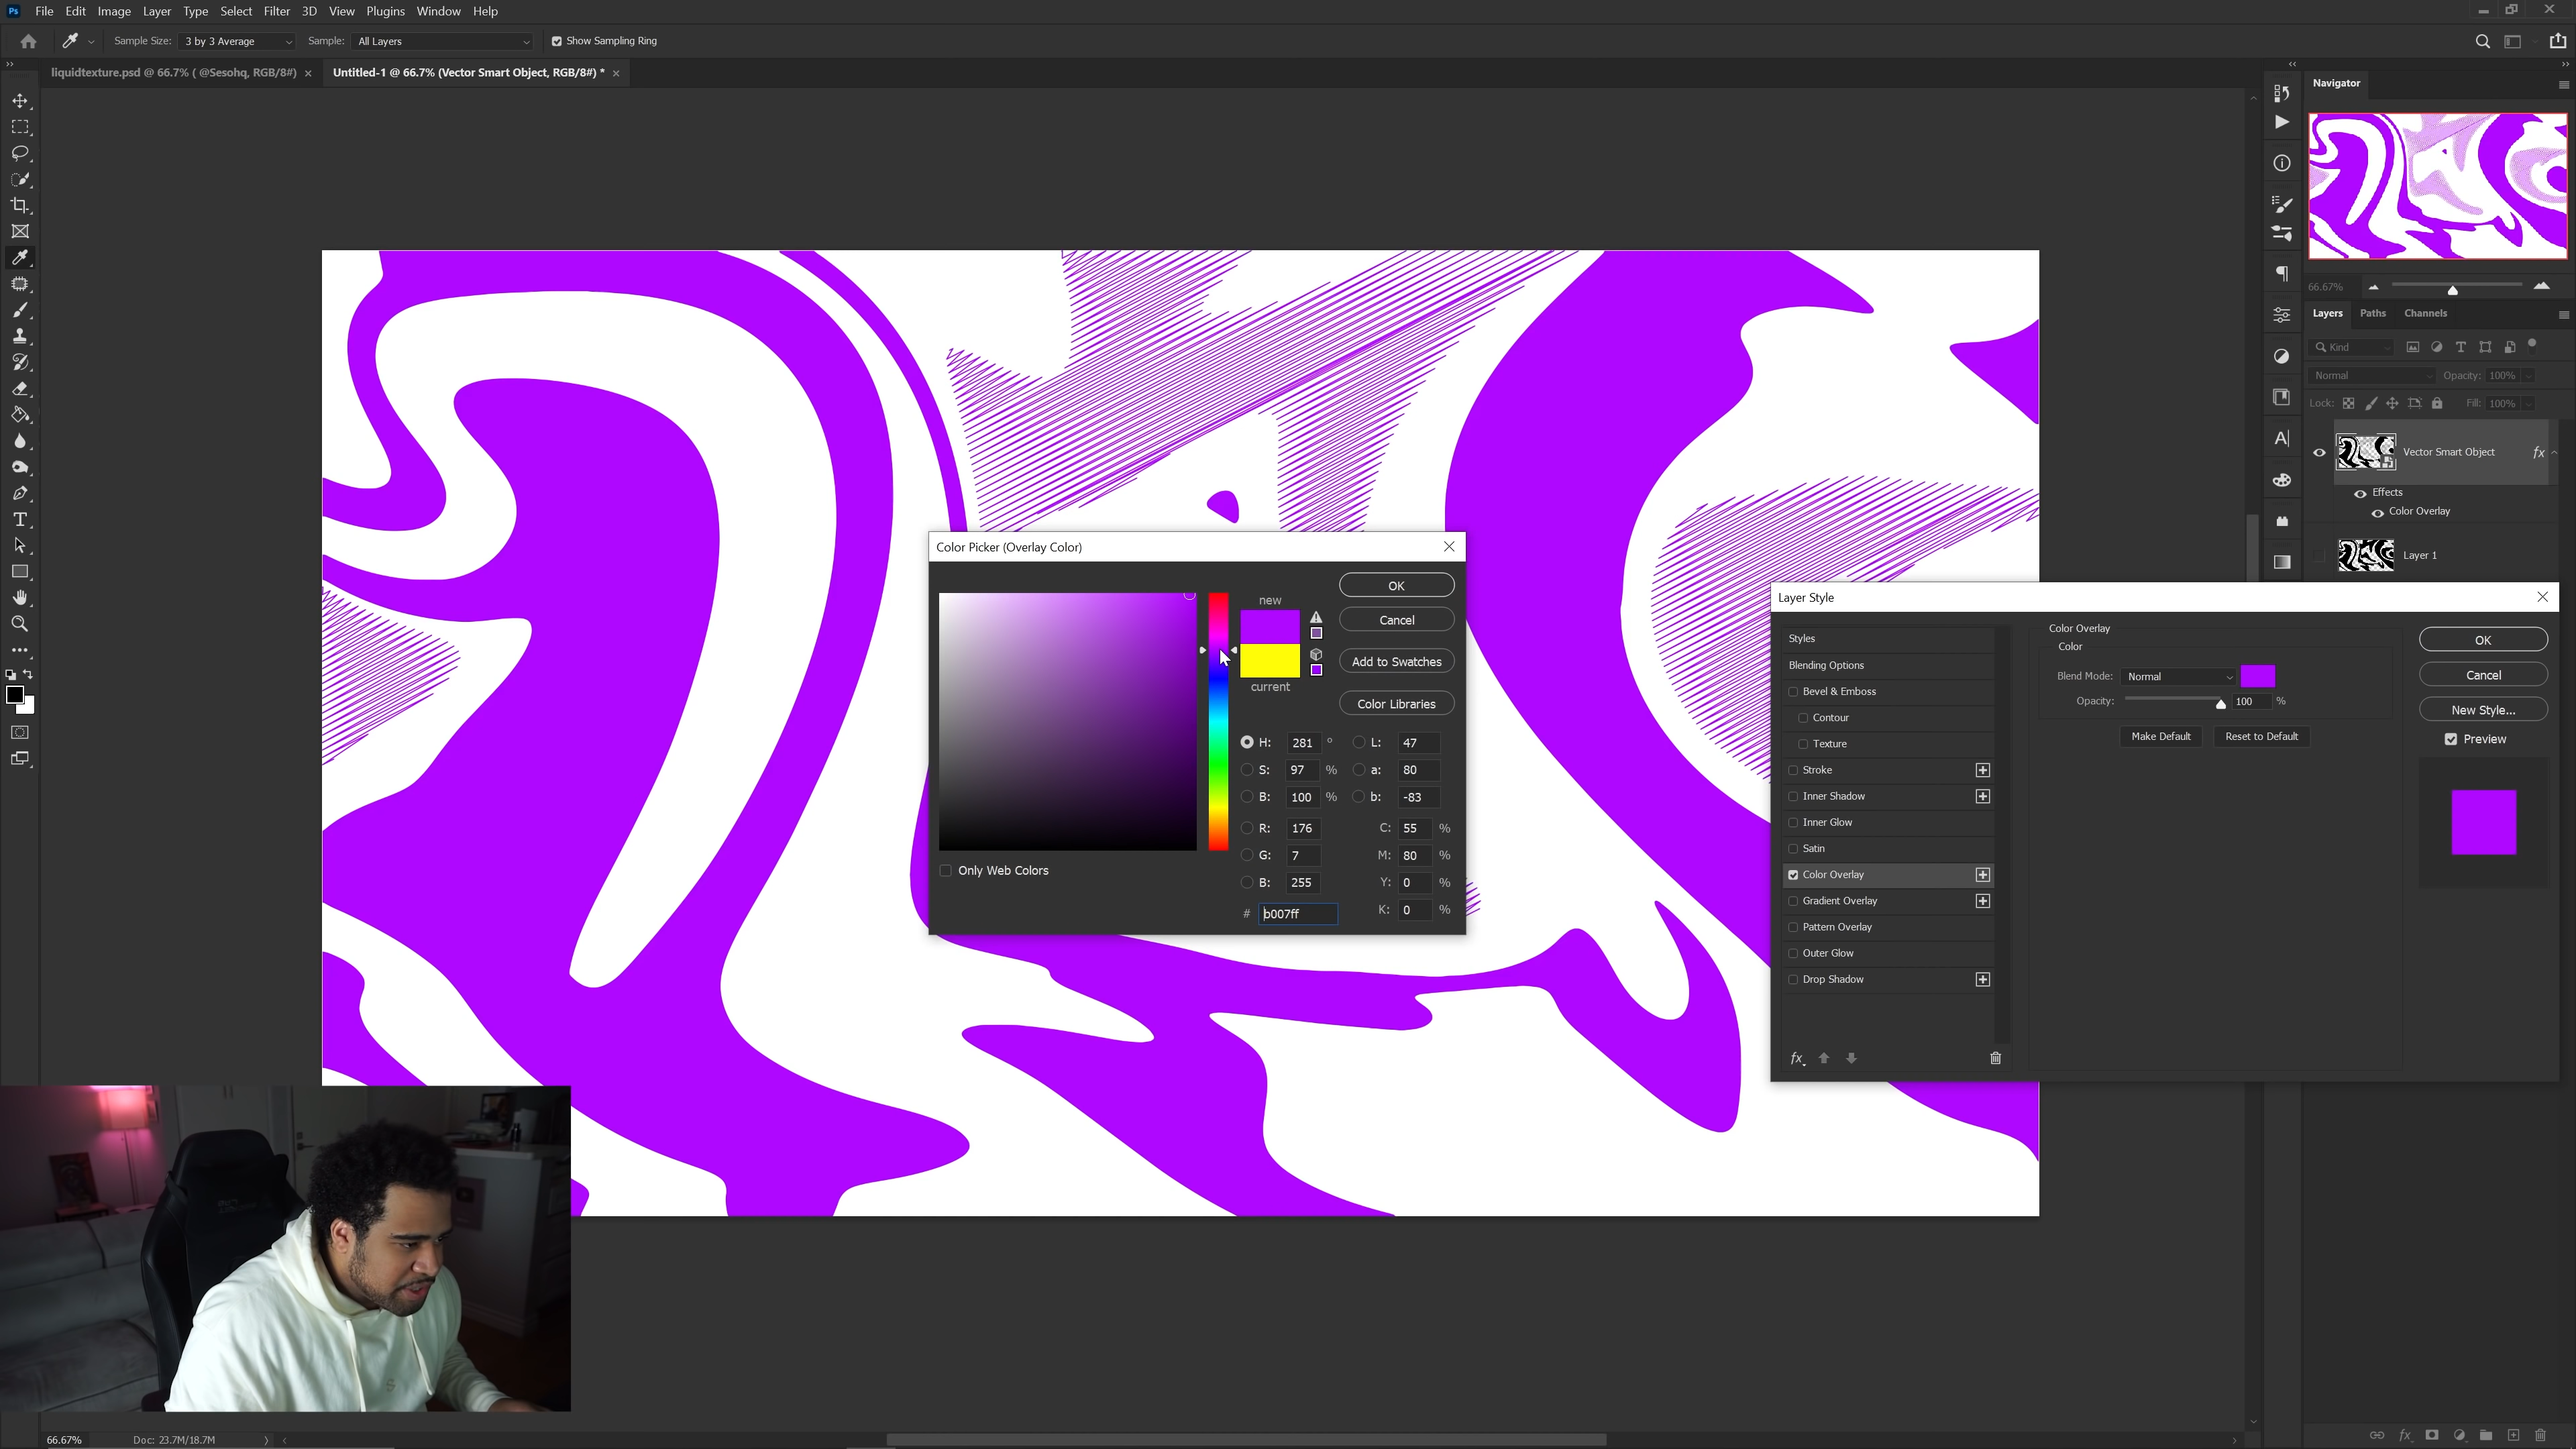 Ps File Edit Image Layer Type Select Filter 3D View Plugins Window Help
Sample Size: 3 by 3 Average Sample: All Layers Show Sampling Ring
liquidtexture.psd @ 66.7% ( @Sesohq, RGB/8#) × Untitled-1 @ 66.7% (Vector Smart Object, RGB/8#) * ×
Navigator
66.67%
Layers Paths Channels
Kind
Normal Opacity: 100%
Lock: Fill: 100%
Vector Smart Object fx
Effects
Color Overlay
Layer 1
Color Picker (Overlay Color)
new
current
OK
Cancel
Add to Swatches
Color Libraries
H: 281 ° L: 47
S: 97 % a: 80
B: 100 % b: -83
R: 176 C: 55 %
G: 7 M: 80 %
B: 255 Y: 0 %
# b007ff K: 0 %
Only Web Colors
Layer Style
Styles
Blending Options
Bevel & Emboss
Contour
Texture
Stroke
Inner Shadow
Inner Glow
Satin
Color Overlay
Gradient Overlay
Pattern Overlay
Outer Glow
Drop Shadow
fx
Color Overlay
Color
Blend Mode: Normal
Opacity: 100 %
Make Default Reset to Default
OK
Cancel
New Style...
Preview
66.67% Doc: 23.7M/18.7M